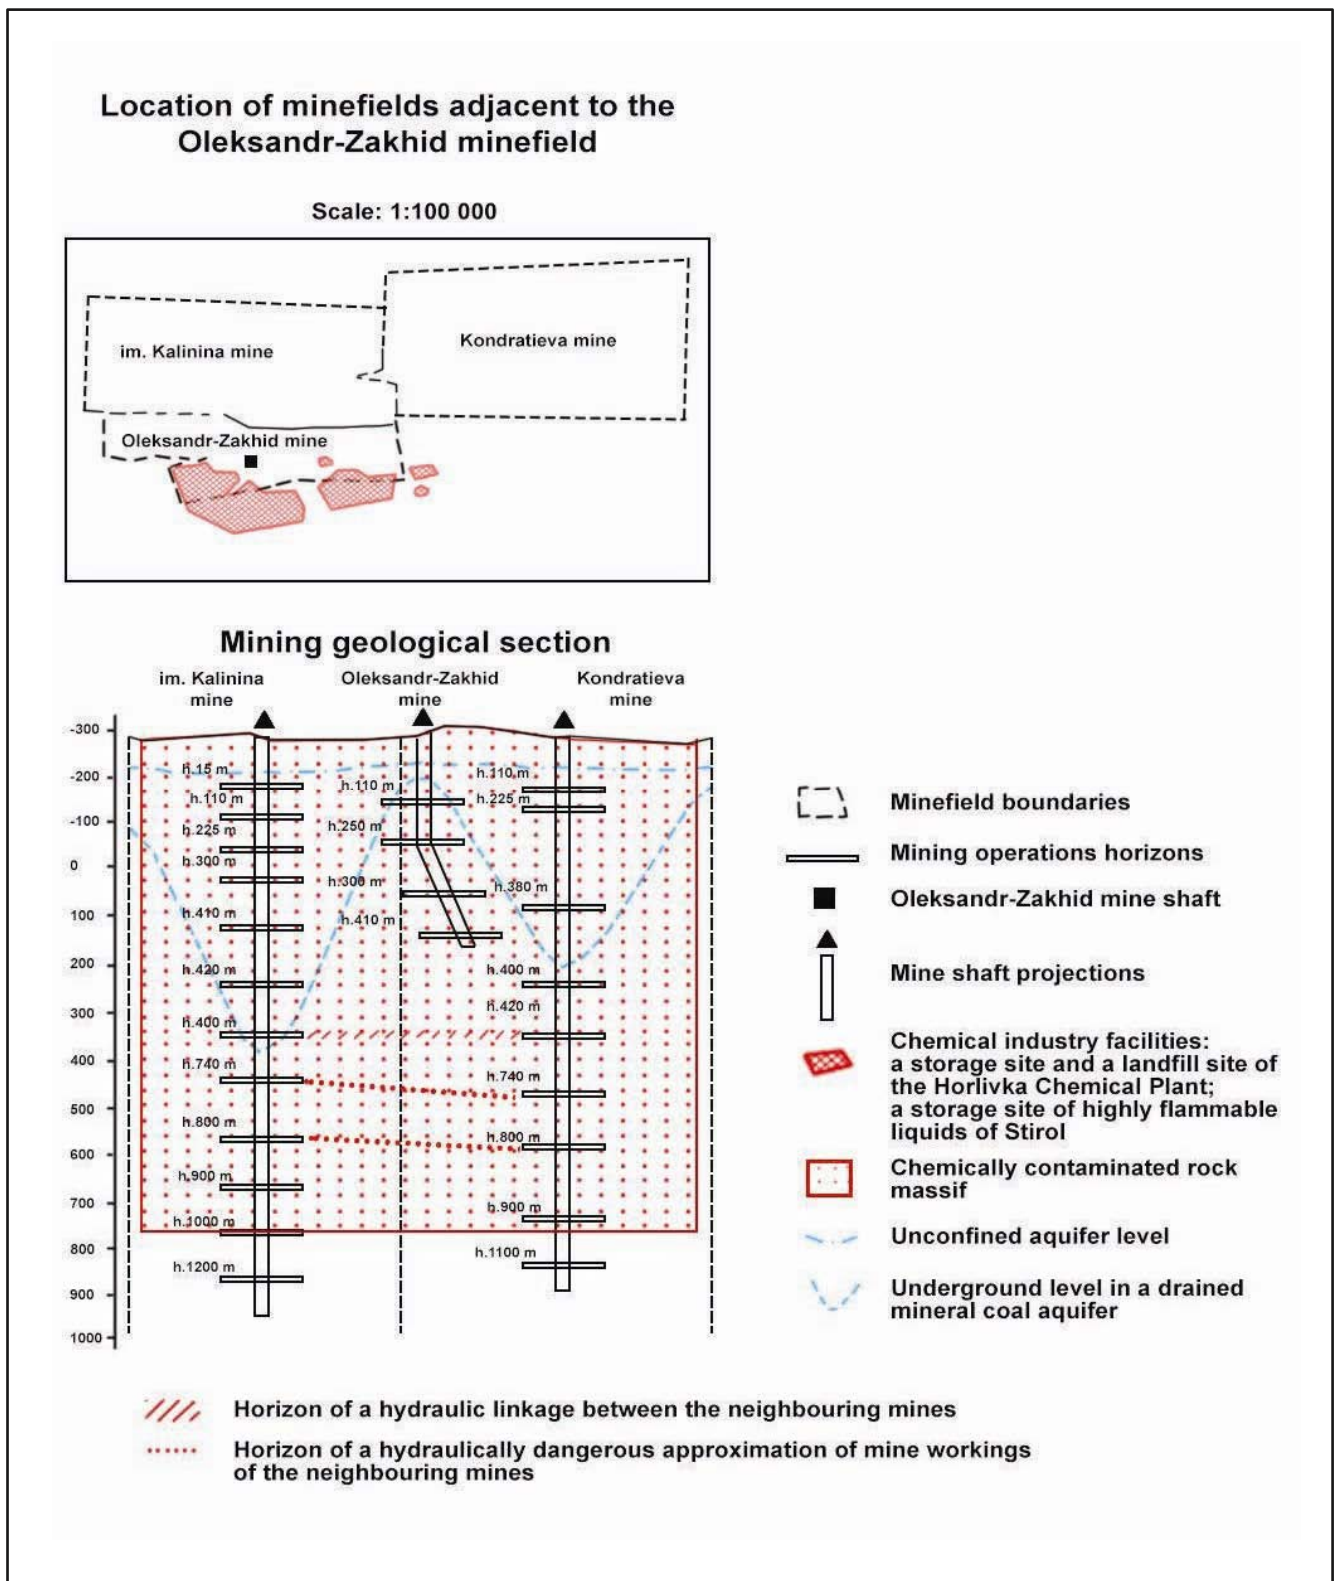 Location of minefields adjacent to the
Oleksandr-Zakhid minefield
Scale: 1:100 000
im. Kalinina mine
Kondratieva mine
Oleksandr-Zakhid mine
Mining geological section
im. Kalinina
mine
Oleksandr-Zakhid
mine
Kondratieva
mine
-300
-200
-100
0
100
200
300
400
500
600
700
800
900
1000
h.15 m
h.110 m
h.225 m
h.300 m
h.410 m
h.420 m
h.400 m
h.740 m
h.800 m
h.900 m
h.1000 m
h.1200 m
h.110 m
h.250 m
h.300 m
h.410 m
h.110 m
h.225 m
h.380 m
h.400 m
h.420 m
h.740 m
h.800 m
h.900 m
h.1100 m
Minefield boundaries
Mining operations horizons
Oleksandr-Zakhid mine shaft
Mine shaft projections
Chemical industry facilities:
a storage site and a landfill site of
the Horlivka Chemical Plant;
a storage site of highly flammable
liquids of Stirol
Chemically contaminated rock
massif
Unconfined aquifer level
Underground level in a drained
mineral coal aquifer
Horizon of a hydraulic linkage between the neighbouring mines
Horizon of a hydraulically dangerous approximation of mine workings
of the neighbouring mines